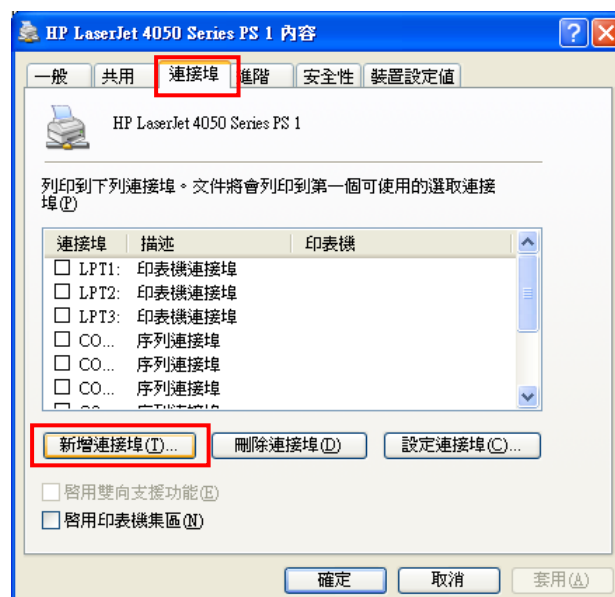 HP LaserJet 4050 Series PS 1 內容
一般 共用 連接埠 進階 安全性 裝置設定值
HP LaserJet 4050 Series PS 1
列印到下列連接埠。文件將會列印到第一個可使用的選取連接
埠(P)
連接埠 描述 印表機
LPT1: 印表機連接埠
LPT2: 印表機連接埠
LPT3: 印表機連接埠
CO... 序列連接埠
CO... 序列連接埠
CO... 序列連接埠
新增連接埠(T)... 刪除連接埠(D) 設定連接埠(C)...
啟用雙向支援功能(E)
啟用印表機集區(N)
確定 取消 套用(A)